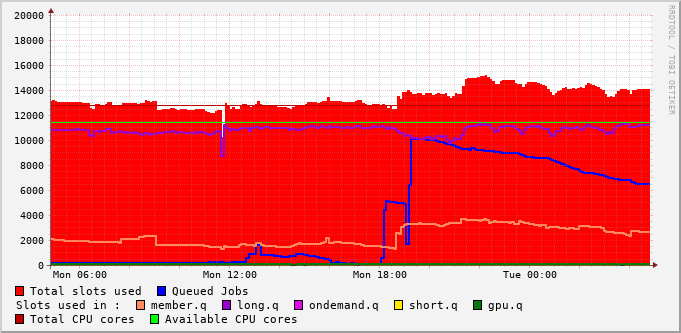 20000
18000
16000
14000
12000
10000
8000
6000
4000
2000
0
Mon 06:00 Mon 12:00 Mon 18:00 Tue 00:00
RRDTOOL / TOBI OETIKER
Total slots used Queued Jobs
Slots used in : member.q long.q ondemand.q short.q gpu.q
Total CPU cores Available CPU cores